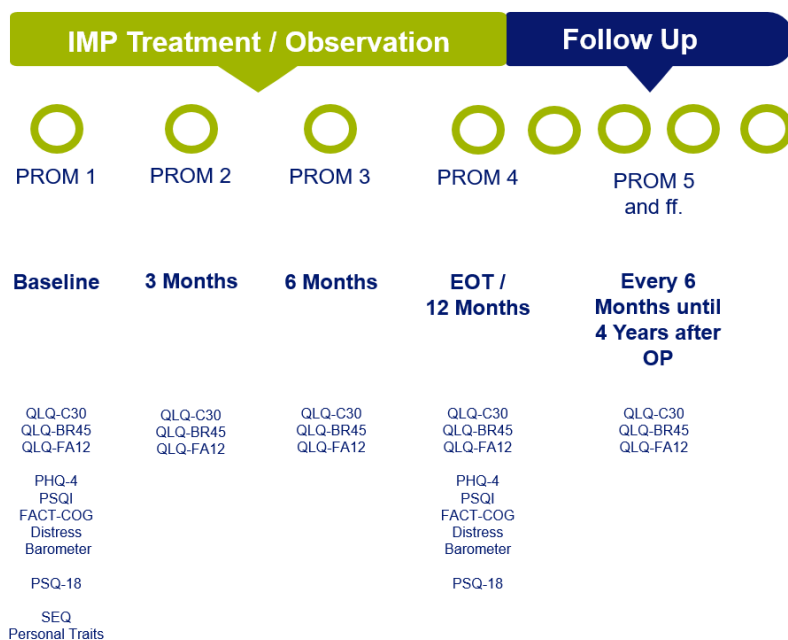 IMP Treatment / Observation
Follow Up
PROM 1
PROM 2
PROM 3
PROM 4
PROM 5
and ff.
Baseline
3 Months
6 Months
EOT /
12 Months
Every 6
Months until
4 Years after
OP
QLQ-C30
QLQ-BR45
QLQ-FA12
PHQ-4
PSQI
FACT-COG
Distress
Barometer
PSQ-18
SEQ
Personal Traits
QLQ-C30
QLQ-BR45
QLQ-FA12
QLQ-C30
QLQ-BR45
QLQ-FA12
QLQ-C30
QLQ-BR45
QLQ-FA12
PHQ-4
PSQI
FACT-COG
Distress
Barometer
PSQ-18
QLQ-C30
QLQ-BR45
QLQ-FA12